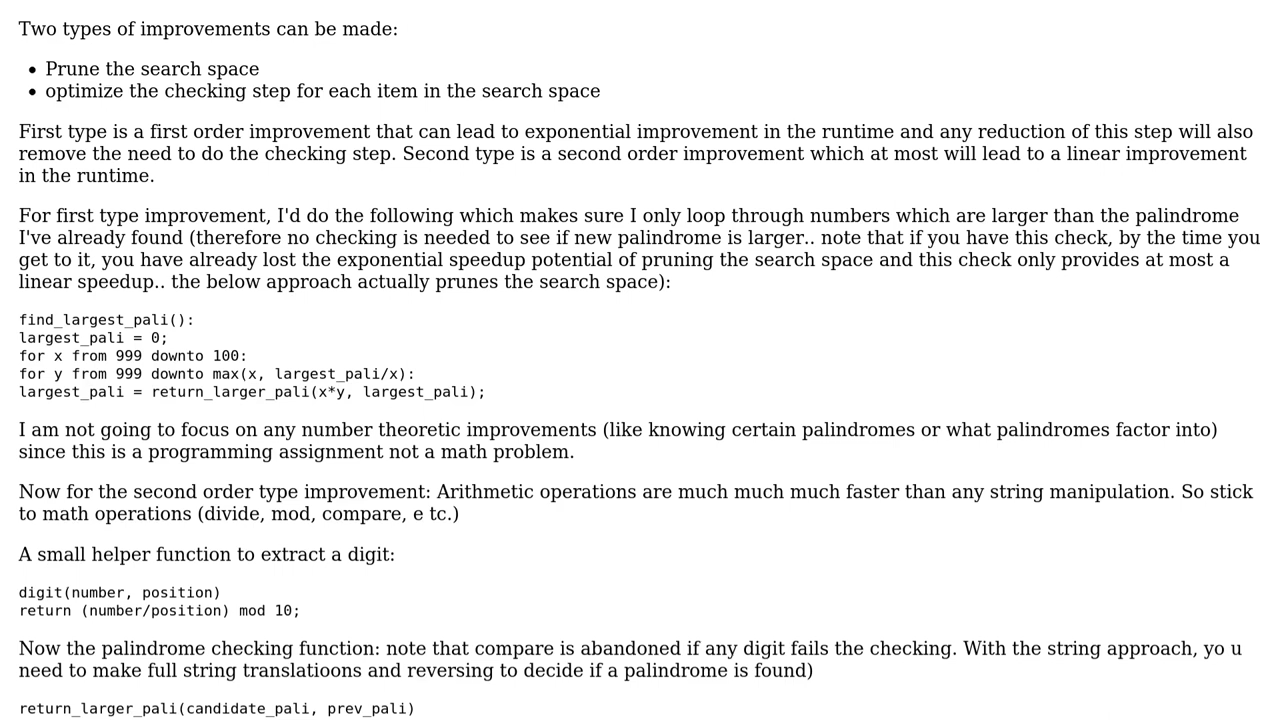 Two types of improvements can be made:
• Prune the search space
• optimize the checking step for each item in the search space
First type is a first order improvement that can lead to exponential improvement in the runtime and any reduction of this step will also
remove the need to do the checking step. Second type is a second order improvement which at most will lead to a linear improvement
in the runtime.
For first type improvement, I'd do the following which makes sure I only loop through numbers which are larger than the palindrome
I've already found (therefore no checking is needed to see if new palindrome is larger.. note that if you have this check, by the time you
get to it, you have already lost the exponential speedup potential of pruning the search space and this check only provides at most a
linear speedup.. the below approach actually prunes the search space):
find_largest_pali():
largest_pali = 0;
for x from 999 downto 100:
for y from 999 downto max(x, largest_pali/x):
largest_pali = return_larger_pali(x*y, largest_pali);
I am not going to focus on any number theoretic improvements (like knowing certain palindromes or what palindromes factor into)
since this is a programming assignment not a math problem.
Now for the second order type improvement: Arithmetic operations are much much much faster than any string manipulation. So stick
to math operations (divide, mod, compare, e tc.)
A small helper function to extract a digit:
digit(number, position)
return (number/position) mod 10;
Now the palindrome checking function: note that compare is abandoned if any digit fails the checking. With the string approach, yo u
need to make full string translatioons and reversing to decide if a palindrome is found)
return_larger_pali(candidate_pali, prev_pali)